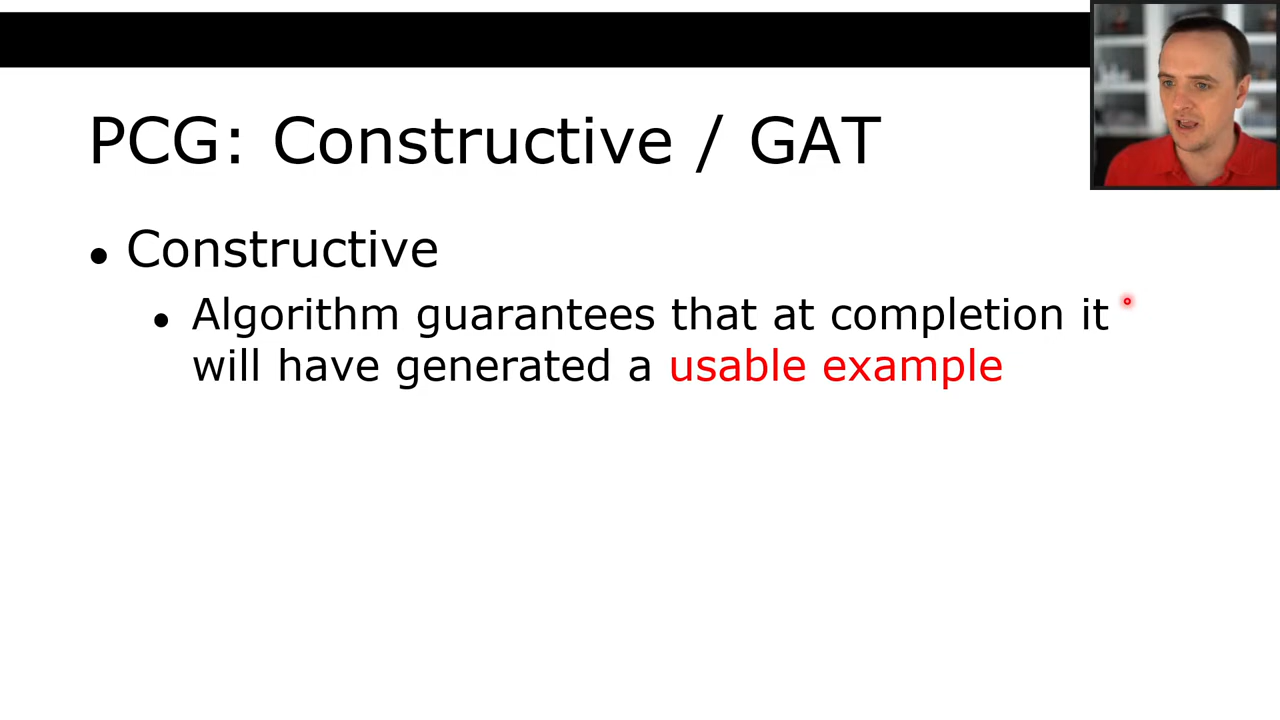 PCG: Constructive / GAT
• Constructive
• Algorithm guarantees that at completion it
will have generated a usable example